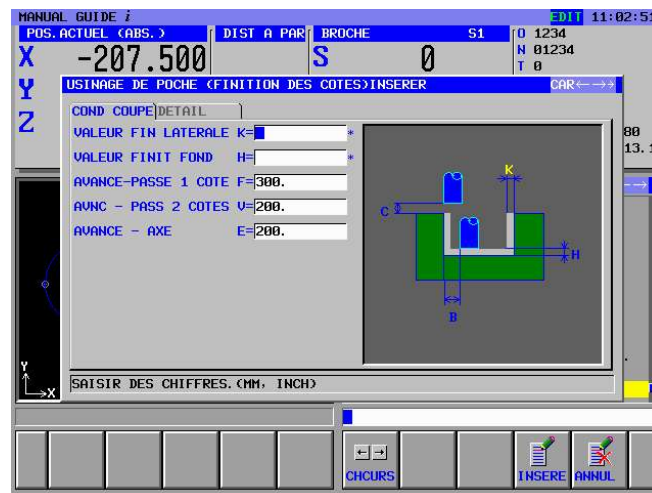 MANUAL GUIDE i EDIT 11:02:51
POS.ACTUEL (ABS.) DIST A PAR BROCHE S1 O 1234
X -207.500 S 0 N 01234
T 0
Y
Z
80
13.1
USINAGE DE POCHE (FINITION DES COTES)INSERER CAR←→→
COND COUPE DETAIL
VALEUR FIN LATERALE K= *
VALEUR FINIT FOND H= *
AVANCE-PASSE 1 COTE F=300.
AVNC - PASS 2 COTES V=200.
AVANCE - AXE E=200.
K
C
H
B
Y
X
SAISIR DES CHIFFRES.(MM, INCH)
←→
CHCURS INSERE ANNUL